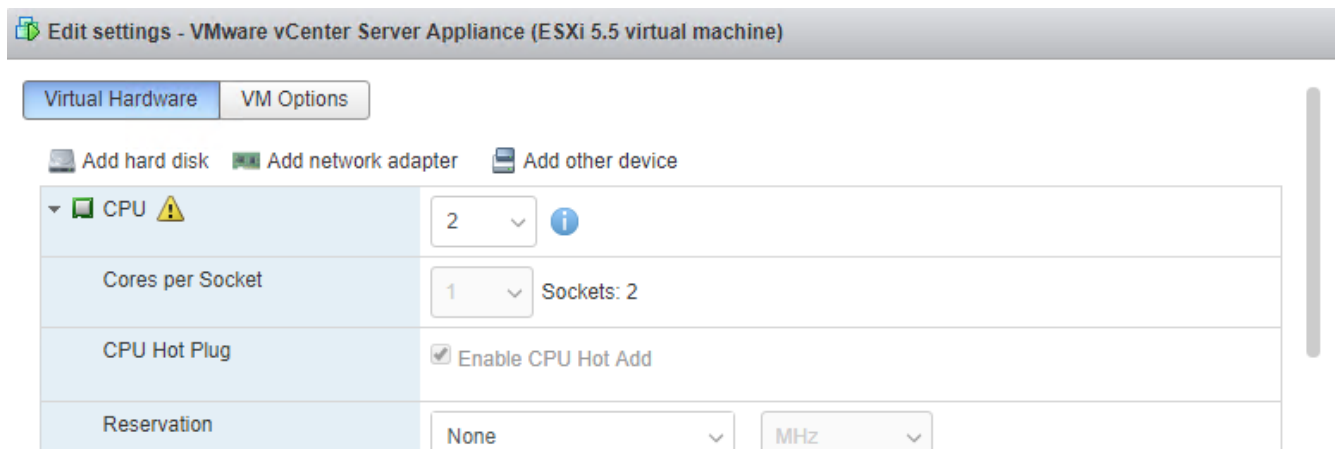 Edit settings - VMware vCenter Server Appliance (ESXi 5.5 virtual machine)
Virtual Hardware VM Options
Add hard disk Add network adapter Add other device
CPU 2
Cores per Socket 1 Sockets: 2
CPU Hot Plug Enable CPU Hot Add
Reservation None MHz